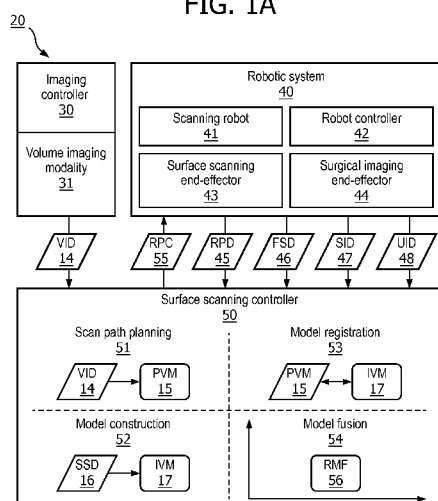 FIG. 1A
20
Imaging
controller
30
Volume imaging
modality
31
Robotic system
40
Scanning robot
41
Robot controller
42
Surface scanning
end-effector
43
Surgical imaging
end-effector
44
VID
14
RPC
55
RPD
45
FSD
46
SID
47
UID
48
Surface scanning controller
50
Scan path planning
51
VID
14
PVM
15
Model registration
53
PVM
15
IVM
17
Model construction
52
SSD
16
IVM
17
Model fusion
54
RMF
56